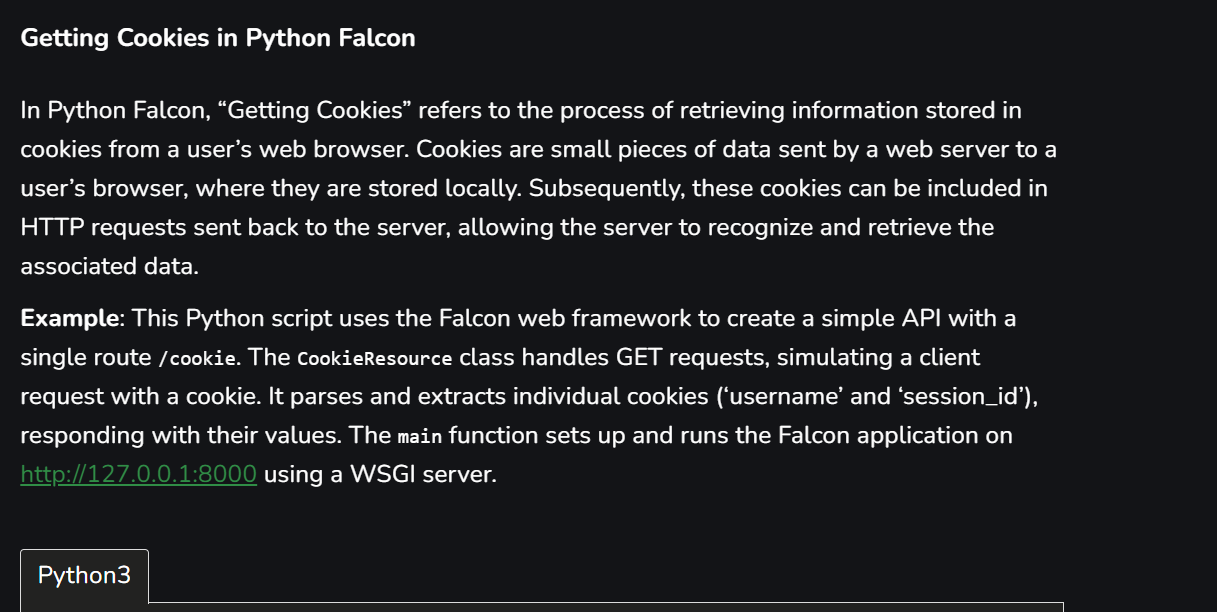 Getting Cookies in Python Falcon
In Python Falcon, “Getting Cookies” refers to the process of retrieving information stored in
cookies from a user’s web browser. Cookies are small pieces of data sent by a web server to a
user’s browser, where they are stored locally. Subsequently, these cookies can be included in
HTTP requests sent back to the server, allowing the server to recognize and retrieve the
associated data.
Example: This Python script uses the Falcon web framework to create a simple API with a
single route /cookie. The CookieResource class handles GET requests, simulating a client
request with a cookie. It parses and extracts individual cookies (‘username’ and ‘session_id’),
responding with their values. The main function sets up and runs the Falcon application on
http://127.0.0.1:8000 using a WSGI server.
Python3